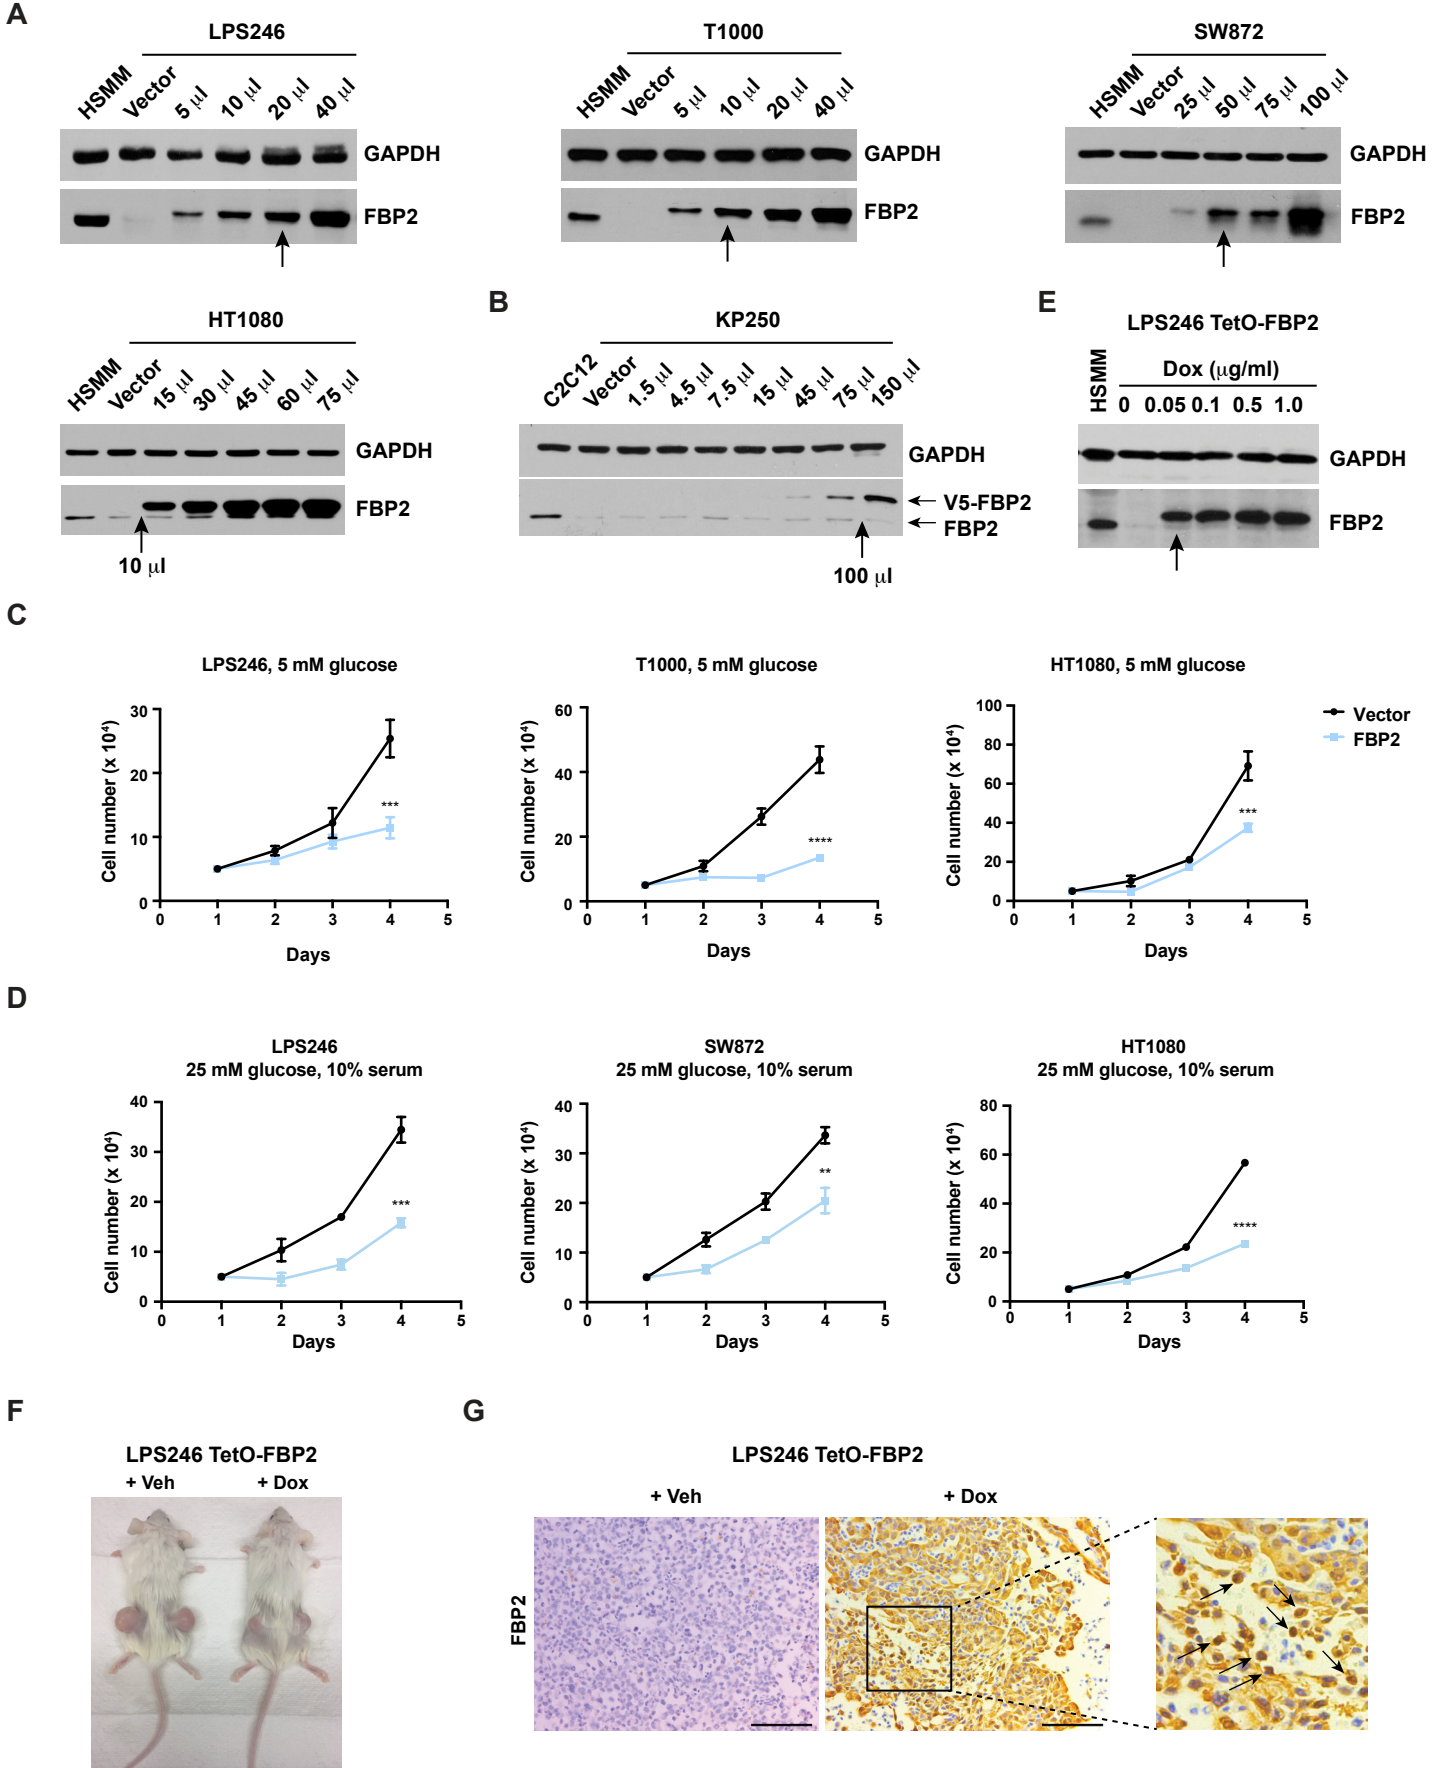 A
LPS246
HSMM Vector 5 μl 10 μl 20 μl 40 μl
GAPDH
FBP2
T1000
HSMM Vector 5 μl 10 μl 20 μl 40 μl
GAPDH
FBP2
SW872
HSMM Vector 25 μl 50 μl 75 μl 100 μl
GAPDH
FBP2
HT1080
HSMM Vector 15 μl 30 μl 45 μl 60 μl 75 μl
GAPDH
FBP2
10 μl
B
KP250
C2C12 Vector 1.5 μl 4.5 μl 7.5 μl 15 μl 45 μl 75 μl 150 μl
GAPDH
V5-FBP2
FBP2
100 μl
E
LPS246 TetO-FBP2
HSMM
Dox (μg/ml)
0 0.05 0.1 0.5 1.0
GAPDH
FBP2
C
LPS246, 5 mM glucose
Cell number (x 10⁴)
30
20
10
0
0 1 2 3 4 5
Days
***
T1000, 5 mM glucose
Cell number (x 10⁴)
60
40
20
0
0 1 2 3 4 5
Days
****
HT1080, 5 mM glucose
Cell number (x 10⁴)
100
80
60
40
20
0
0 1 2 3 4 5
Days
***
Vector
FBP2
D
LPS246
25 mM glucose, 10% serum
Cell number (x 10⁴)
40
30
20
10
0
0 1 2 3 4 5
Days
***
SW872
25 mM glucose, 10% serum
Cell number (x 10⁴)
40
30
20
10
0
0 1 2 3 4 5
Days
**
HT1080
25 mM glucose, 10% serum
Cell number (x 10⁴)
80
60
40
20
0
0 1 2 3 4 5
Days
****
F
LPS246 TetO-FBP2
+ Veh + Dox
G
LPS246 TetO-FBP2
+ Veh + Dox
FBP2